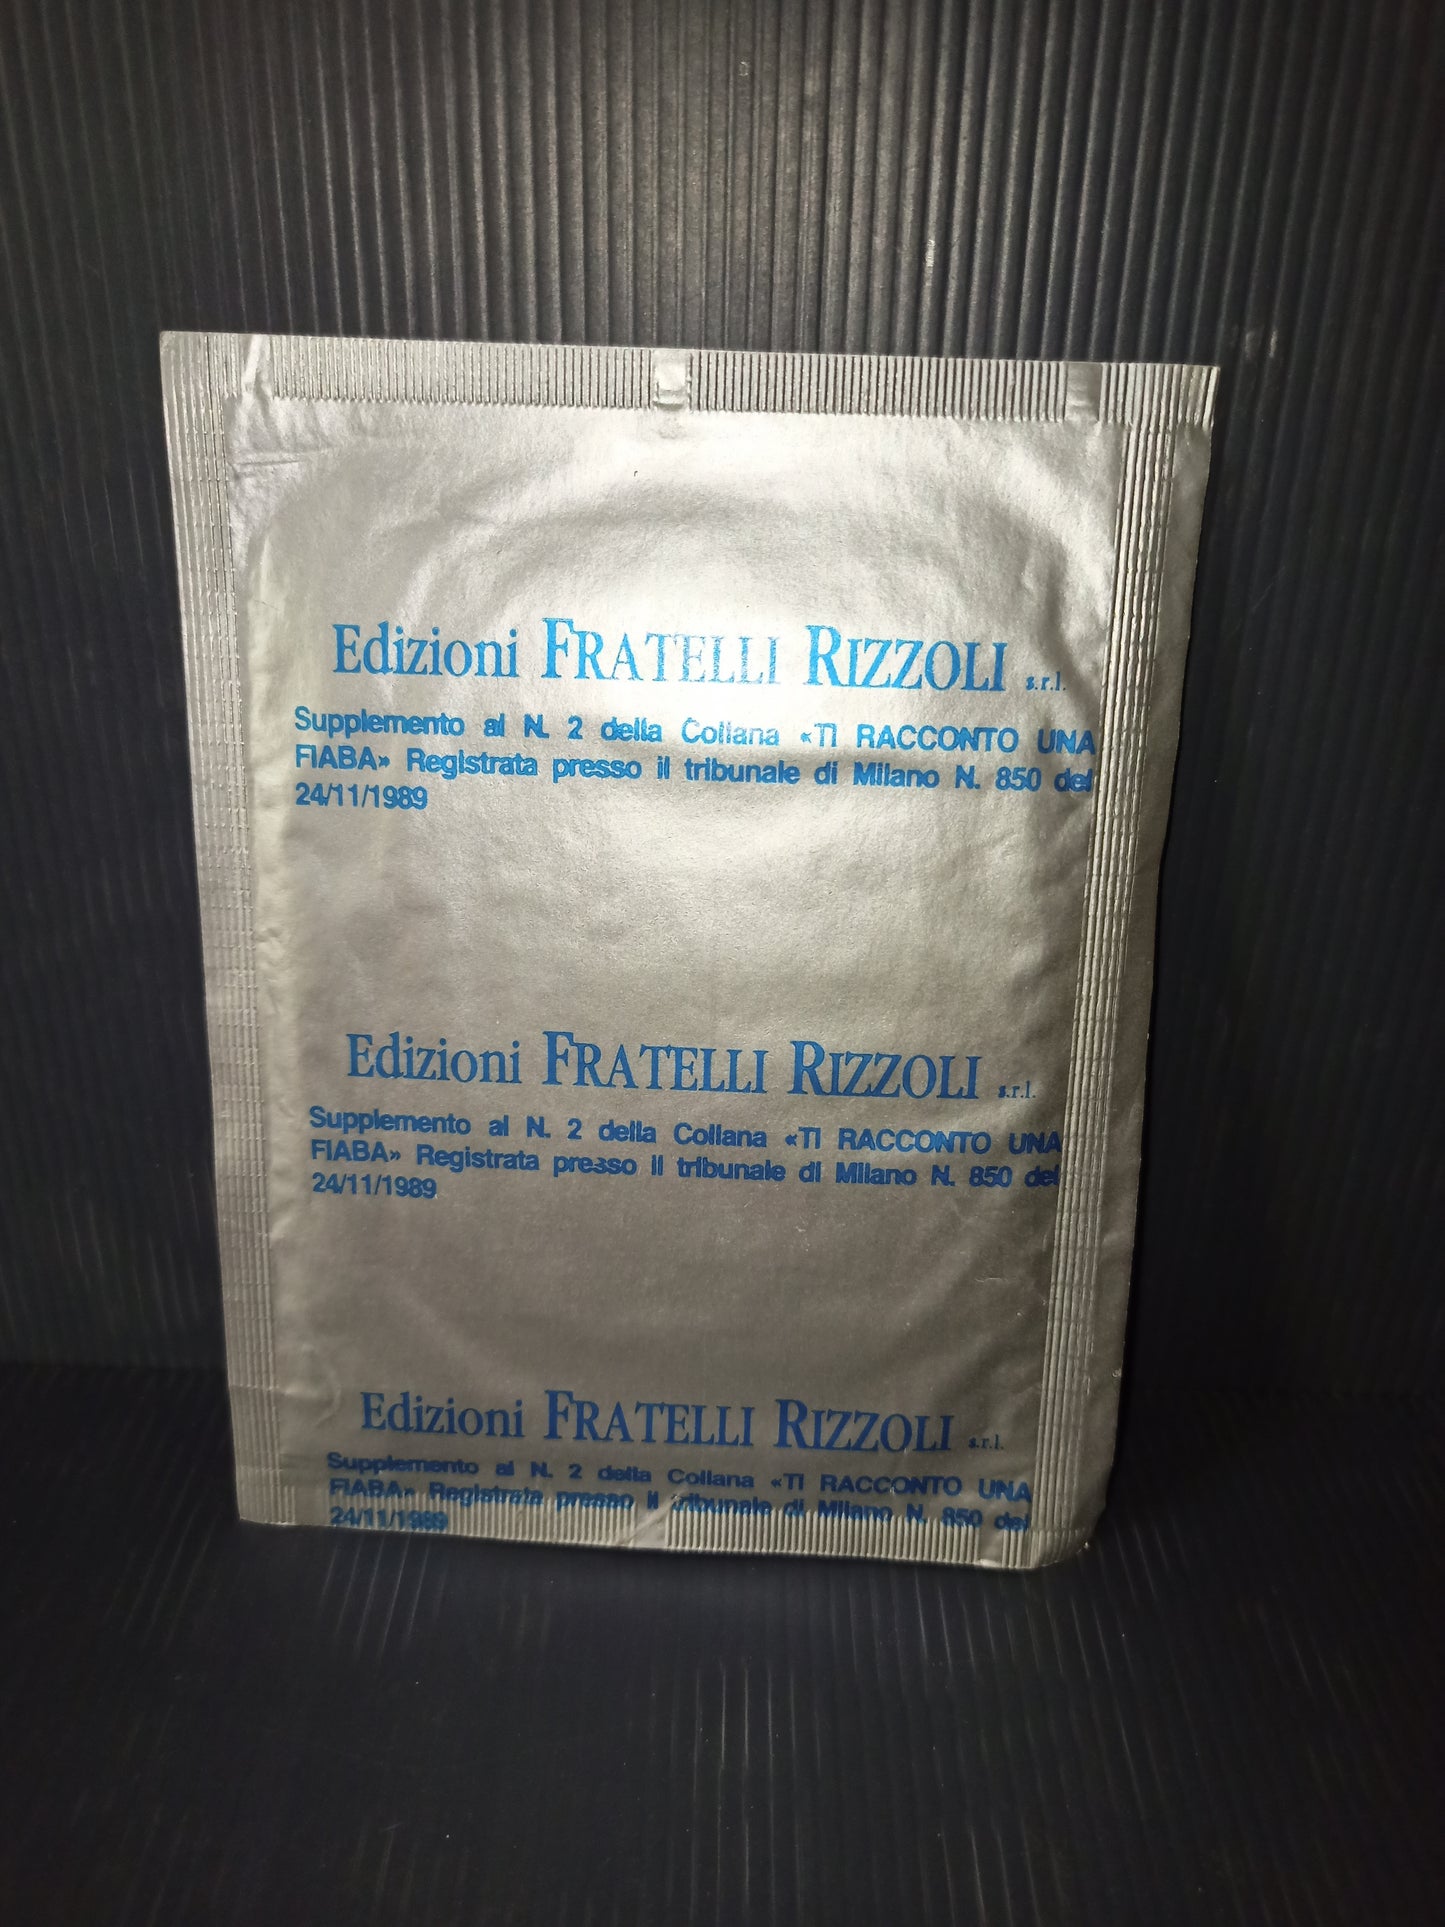 Edizioni FRATELLI RIZZOLI s.r.l.
Supplemento al N. 2 della Collana «TI RACCONTO UNA
FIABA» Registrata presso il tribunale di Milano N. 850 del
24/11/1989
Edizioni FRATELLI RIZZOLI s.r.l.
Supplemento al N. 2 della Collana «TI RACCONTO UNA
FIABA» Registrata presso il tribunale di Milano N. 850 del
24/11/1989
Edizioni FRATELLI RIZZOLI s.r.l.
Supplemento al N. 2 della Collana «TI RACCONTO UNA
FIABA» Registrata presso il tribunale di Milano N. 850 del
24/11/1989